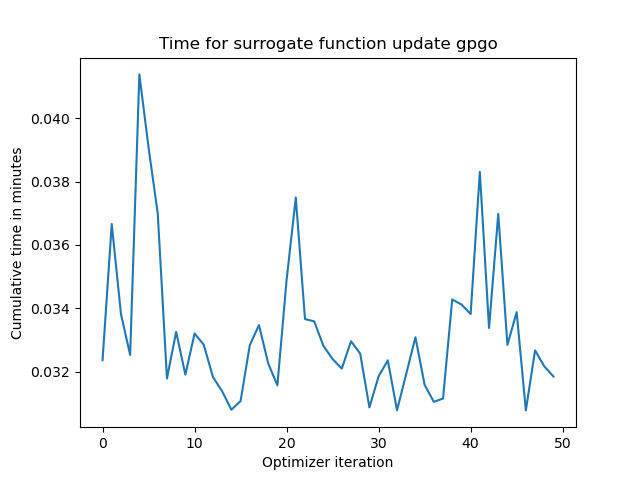 Time for surrogate function update gpgo
Cumulative time in minutes
0.040
0.038
0.036
0.034
0.032
0 10 20 30 40 50
Optimizer iteration